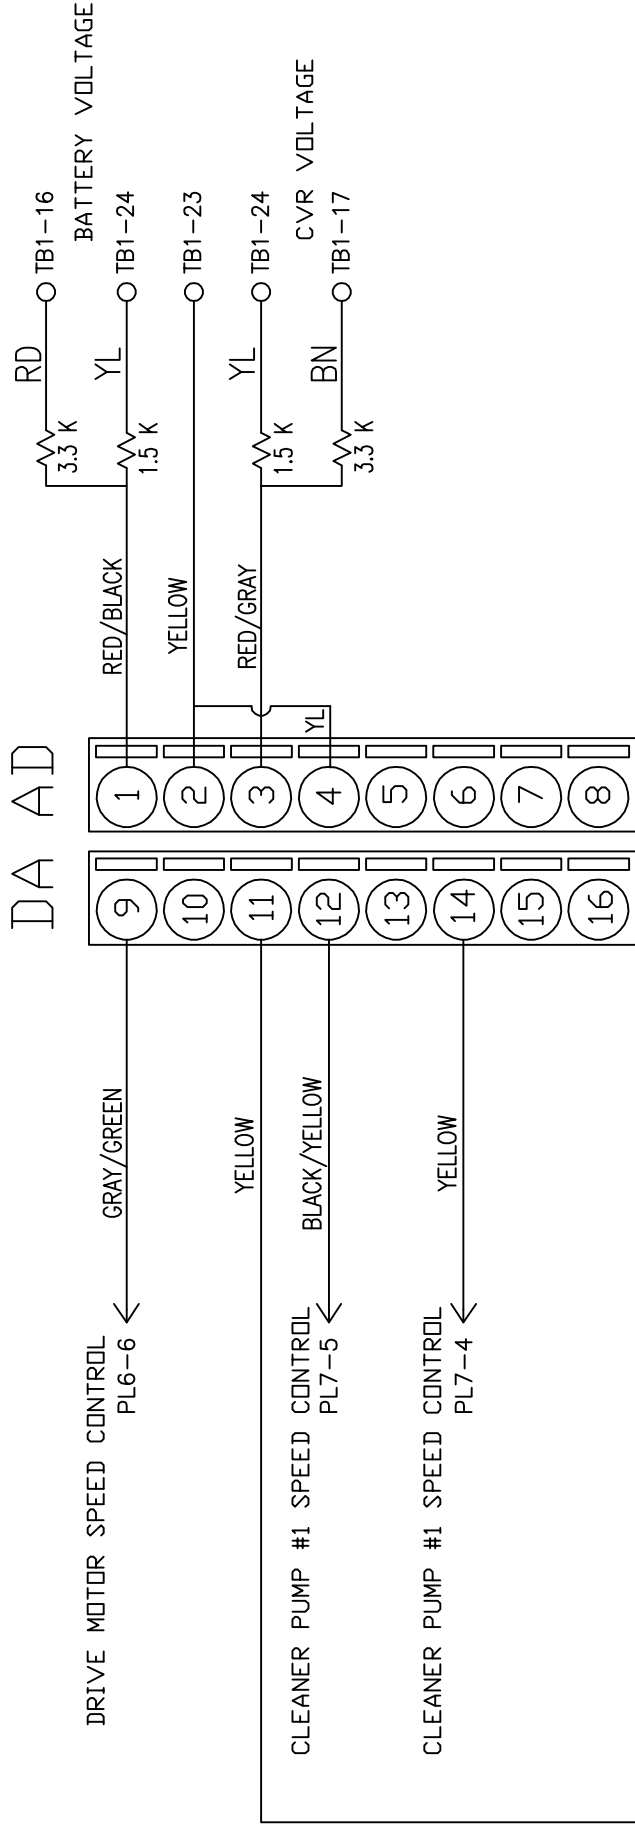 DA AD
DRIVE MOTOR SPEED CONTROL
PL6-6
GRAY/GREEN
9
1
RED/BLACK
3.3 K
RD
TB1-16
BATTERY VOLTAGE
1.5 K
YL
TB1-24
10
2
YELLOW
TB1-23
YELLOW
11
3
RED/GRAY
1.5 K
YL
TB1-24
CLEANER PUMP #1 SPEED CONTROL
PL7-5
BLACK/YELLOW
12
4
YL
3.3 K
BN
CVR VOLTAGE
TB1-17
13
5
CLEANER PUMP #1 SPEED CONTROL
PL7-4
YELLOW
14
6
15
7
16
8